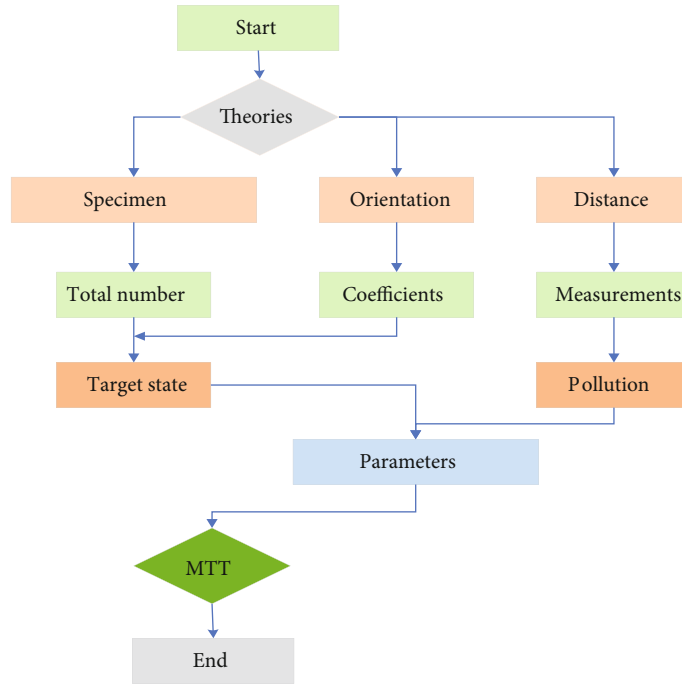 Start
Theories
Specimen
Orientation
Distance
Total number
Coefficients
Measurements
Target state
Pollution
Parameters
MTT
End